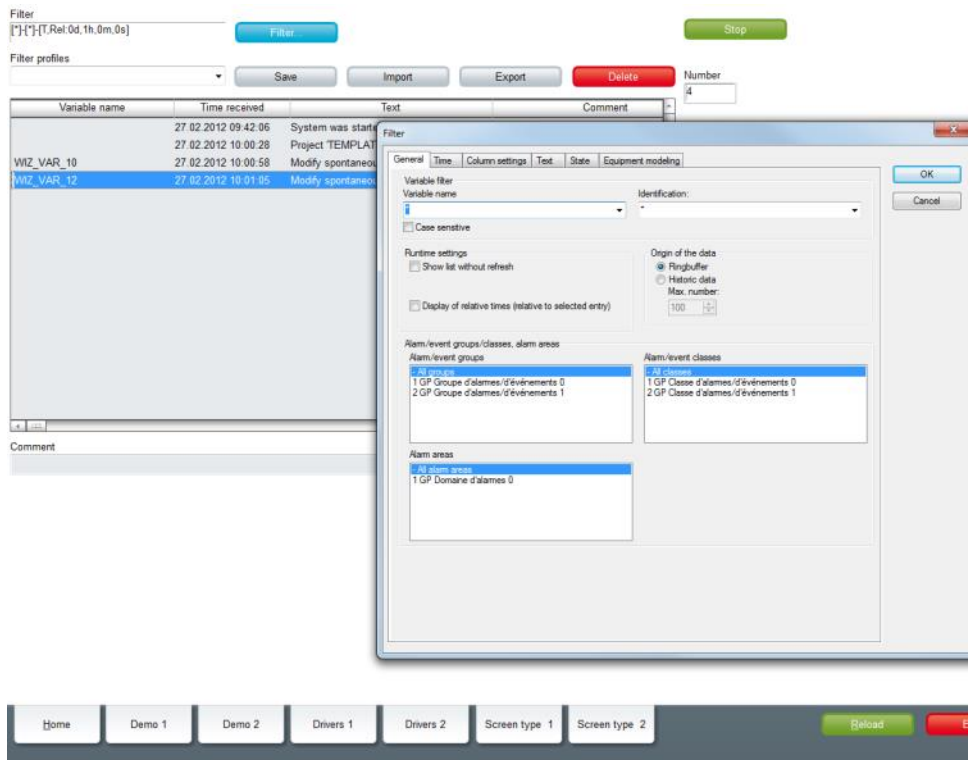 Filter
[*]-[*]-[T,Rel:0d,1h,0m,0s]
Filter...
Stop
Filter profiles
Save
Import
Export
Delete
Number
4
Variable name Time received Text Comment
27.02.2012 09:42:06 System was starte
27.02.2012 10:00:28 Project 'TEMPLAT
WIZ_VAR_10 27.02.2012 10:00:58 Modify spontaneou
WIZ_VAR_12 27.02.2012 10:01:05 Modify spontaneou
Comment
Filter
General Time Column settings Text State Equipment modeling
OK
Cancel
Variable filter
Variable name Identification:
* *
Case sensitive
Runtime settings
Show list without refresh
Display of relative times (relative to selected entry)
Origin of the data
Ringbuffer
Historic data
Max. number:
100
Alarm/event groups/classes, alarm areas
Alarm/event groups
- All groups
1 GP Groupe d'alarmes/d'événements 0
2 GP Groupe d'alarmes/d'événements 1
Alarm/event classes
- All classes
1 GP Classe d'alarmes/d'événements 0
2 GP Classe d'alarmes/d'événements 1
Alarm areas
- All alarm areas
1 GP Domaine d'alarmes 0
Home Demo 1 Demo 2 Drivers 1 Drivers 2 Screen type 1 Screen type 2 Reload E